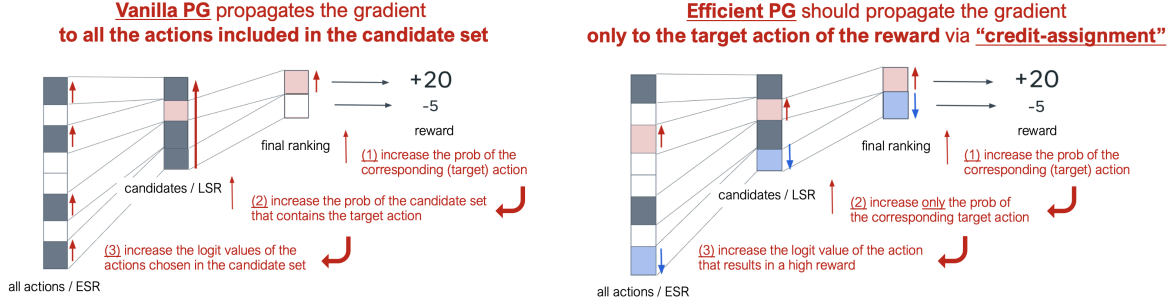 Vanilla PG propagates the gradient
to all the actions included in the candidate set
+20
-5
reward
final ranking
(1) increase the prob of the
corresponding (target) action
candidates / LSR
(2) increase the prob of the candidate set
that contains the target action
(3) increase the logit values of the
actions chosen in the candidate set
all actions / ESR
Efficient PG should propagate the gradient
only to the target action of the reward via “credit-assignment”
+20
-5
reward
final ranking
(1) increase the prob of the
corresponding (target) action
candidates / LSR
(2) increase only the prob of
the corresponding target action
(3) increase the logit value of the action
that results in a high reward
all actions / ESR